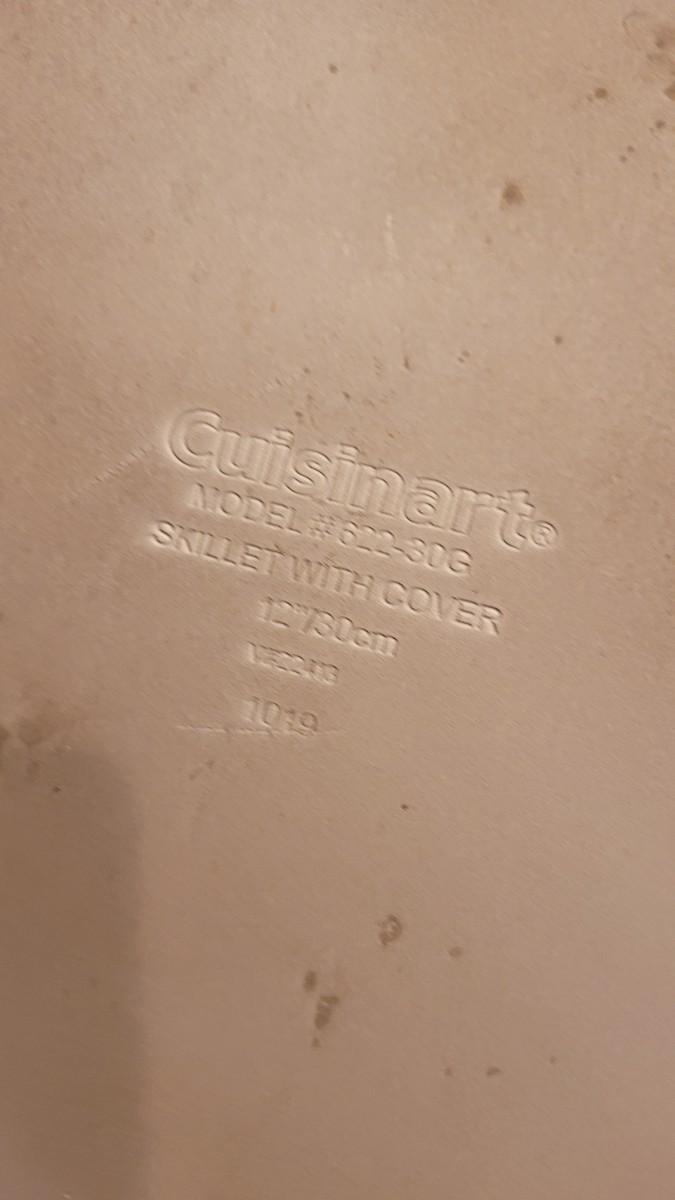 Cuisinart®
MODEL # 622-30G
SKILLET WITH COVER
12"/30cm
1019